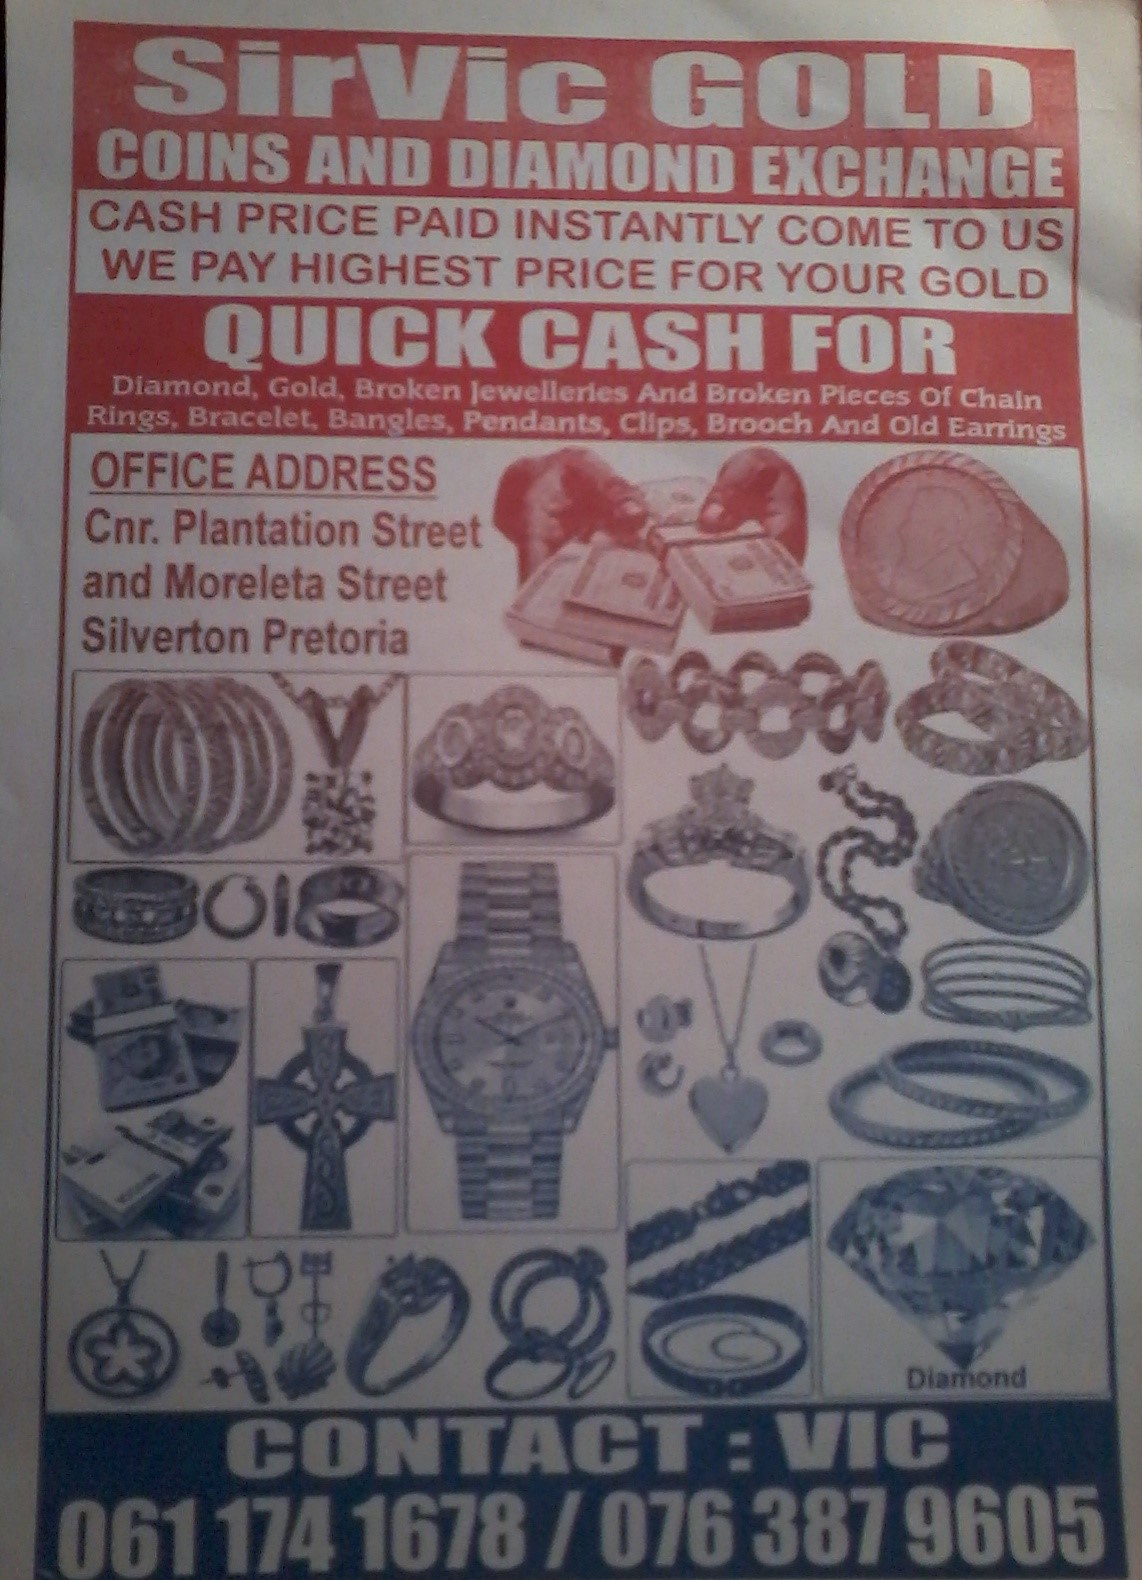 SirVic GOLD
COINS AND DIAMOND EXCHANGE
CASH PRICE PAID INSTANTLY COME TO US
WE PAY HIGHEST PRICE FOR YOUR GOLD
QUICK CASH FOR
Diamond, Gold, Broken Jewelleries And Broken Pieces Of Chain
Rings, Bracelet, Bangles, Pendants, Clips, Brooch And Old Earrings
OFFICE ADDRESS
Cnr. Plantation Street
and Moreleta Street
Silverton Pretoria
Diamond
CONTACT : VIC
061 174 1678 / 076 387 9605